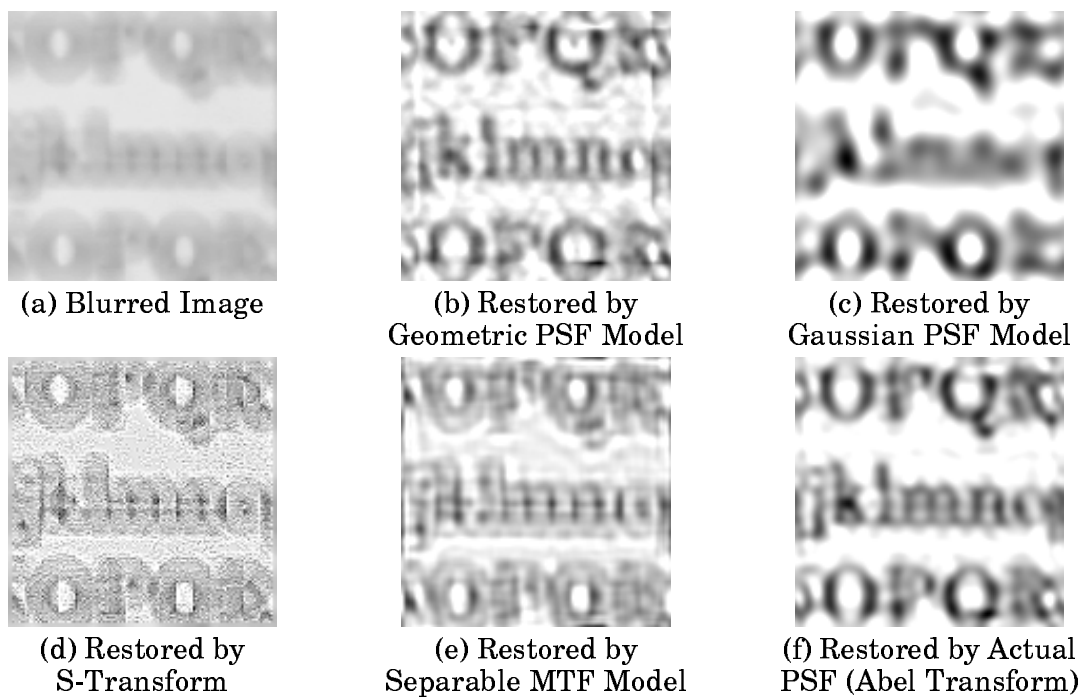 (a) Blurred Image
(b) Restored by
Geometric PSF Model
(c) Restored by
Gaussian PSF Model
O
Q
jklmno
(d) Restored by
S-Transform
(e) Restored by
Separable MTF Model
(f) Restored by Actual
PSF (Abel Transform)